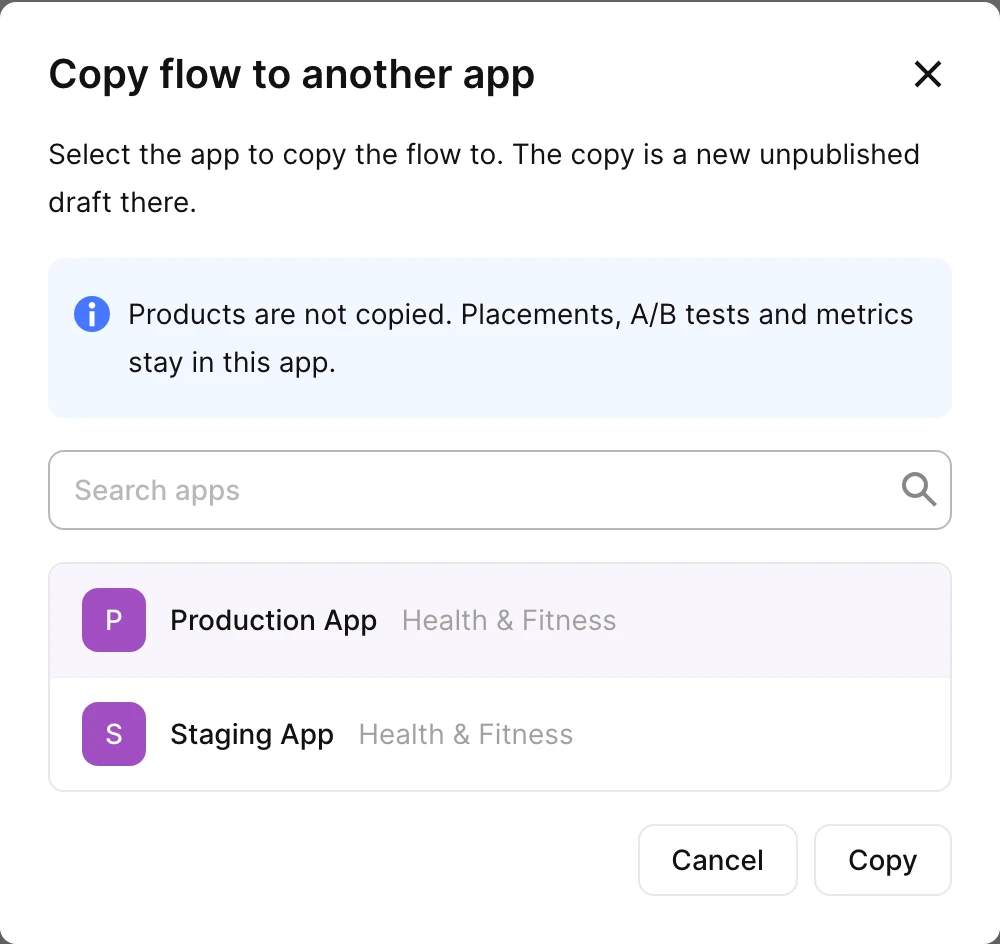 Copy flow to another app
Select the app to copy the flow to. The copy is a new unpublished
draft there.
Products are not copied. Placements, A/B tests and metrics
stay in this app.
Search apps
P Production App Health & Fitness
S Staging App Health & Fitness
Cancel Copy